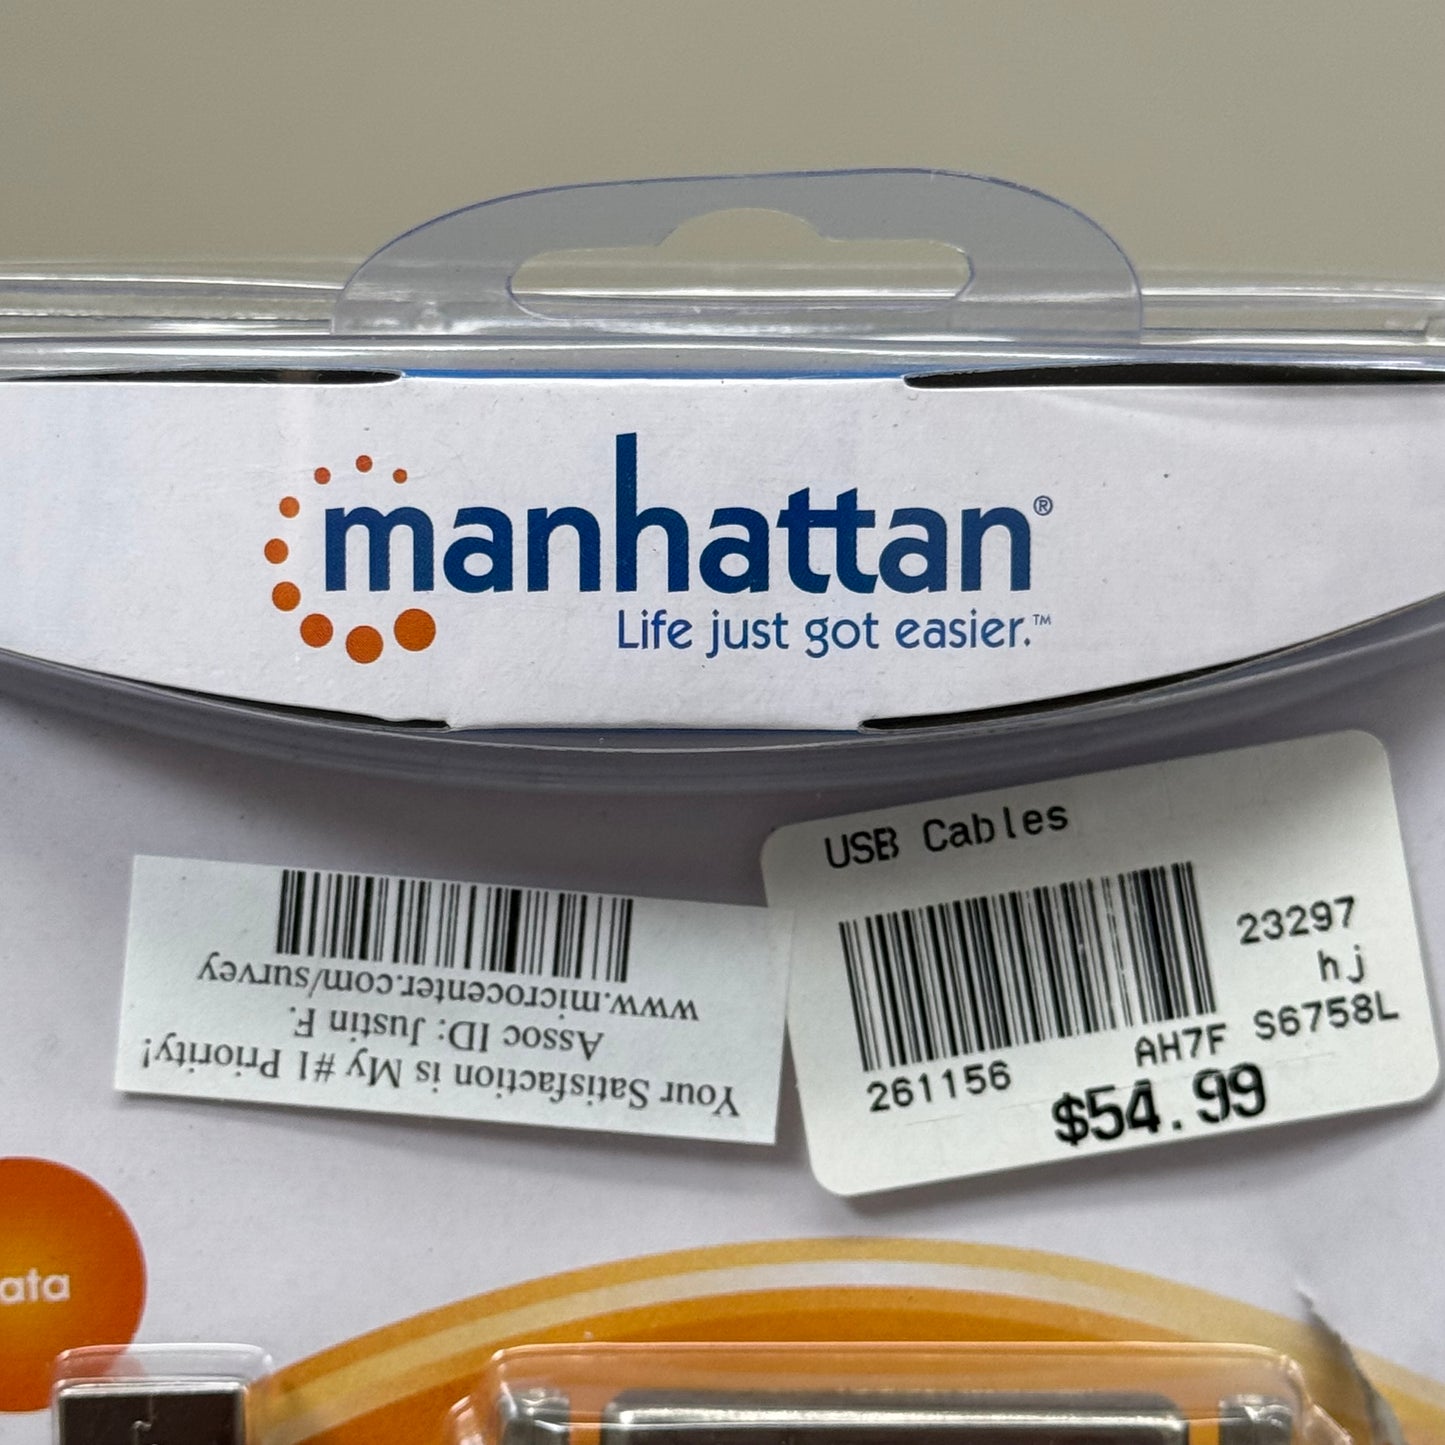 manhattan®
Life just got easier.™
USB Cables
23297
hj
AH7F S6758L
261156
$54.99
Your Satisfaction is My #1 Priority!
Assoc ID: Justin F.
www.microcenter.com/survey
ata